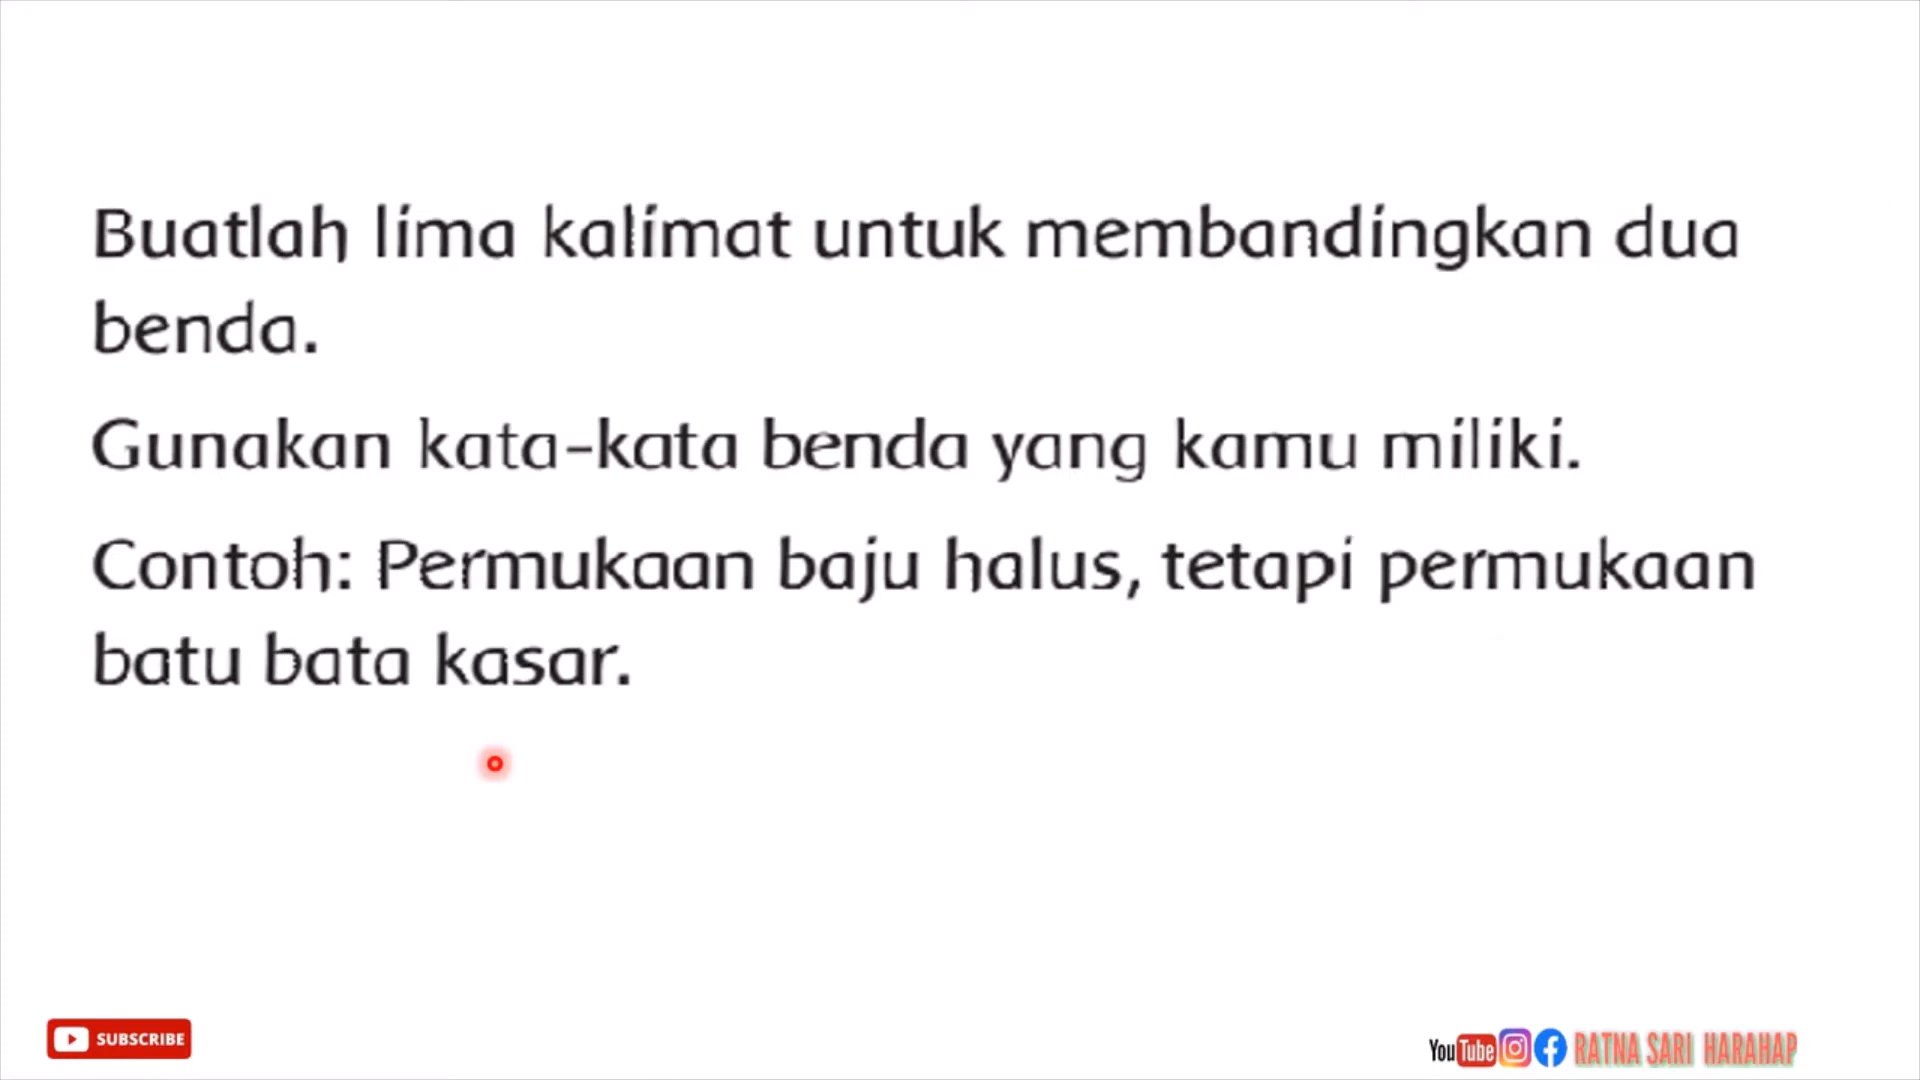 Buatlah lima kalimat untuk membandingkan dua
benda.
Gunakan kata-kata benda yang kamu miliki.
Contoh: Permukaan baju halus, tetapi permukaan
batu bata kasar.
SUBSCRIBE
YouTube RATNA SARI HARAHAP